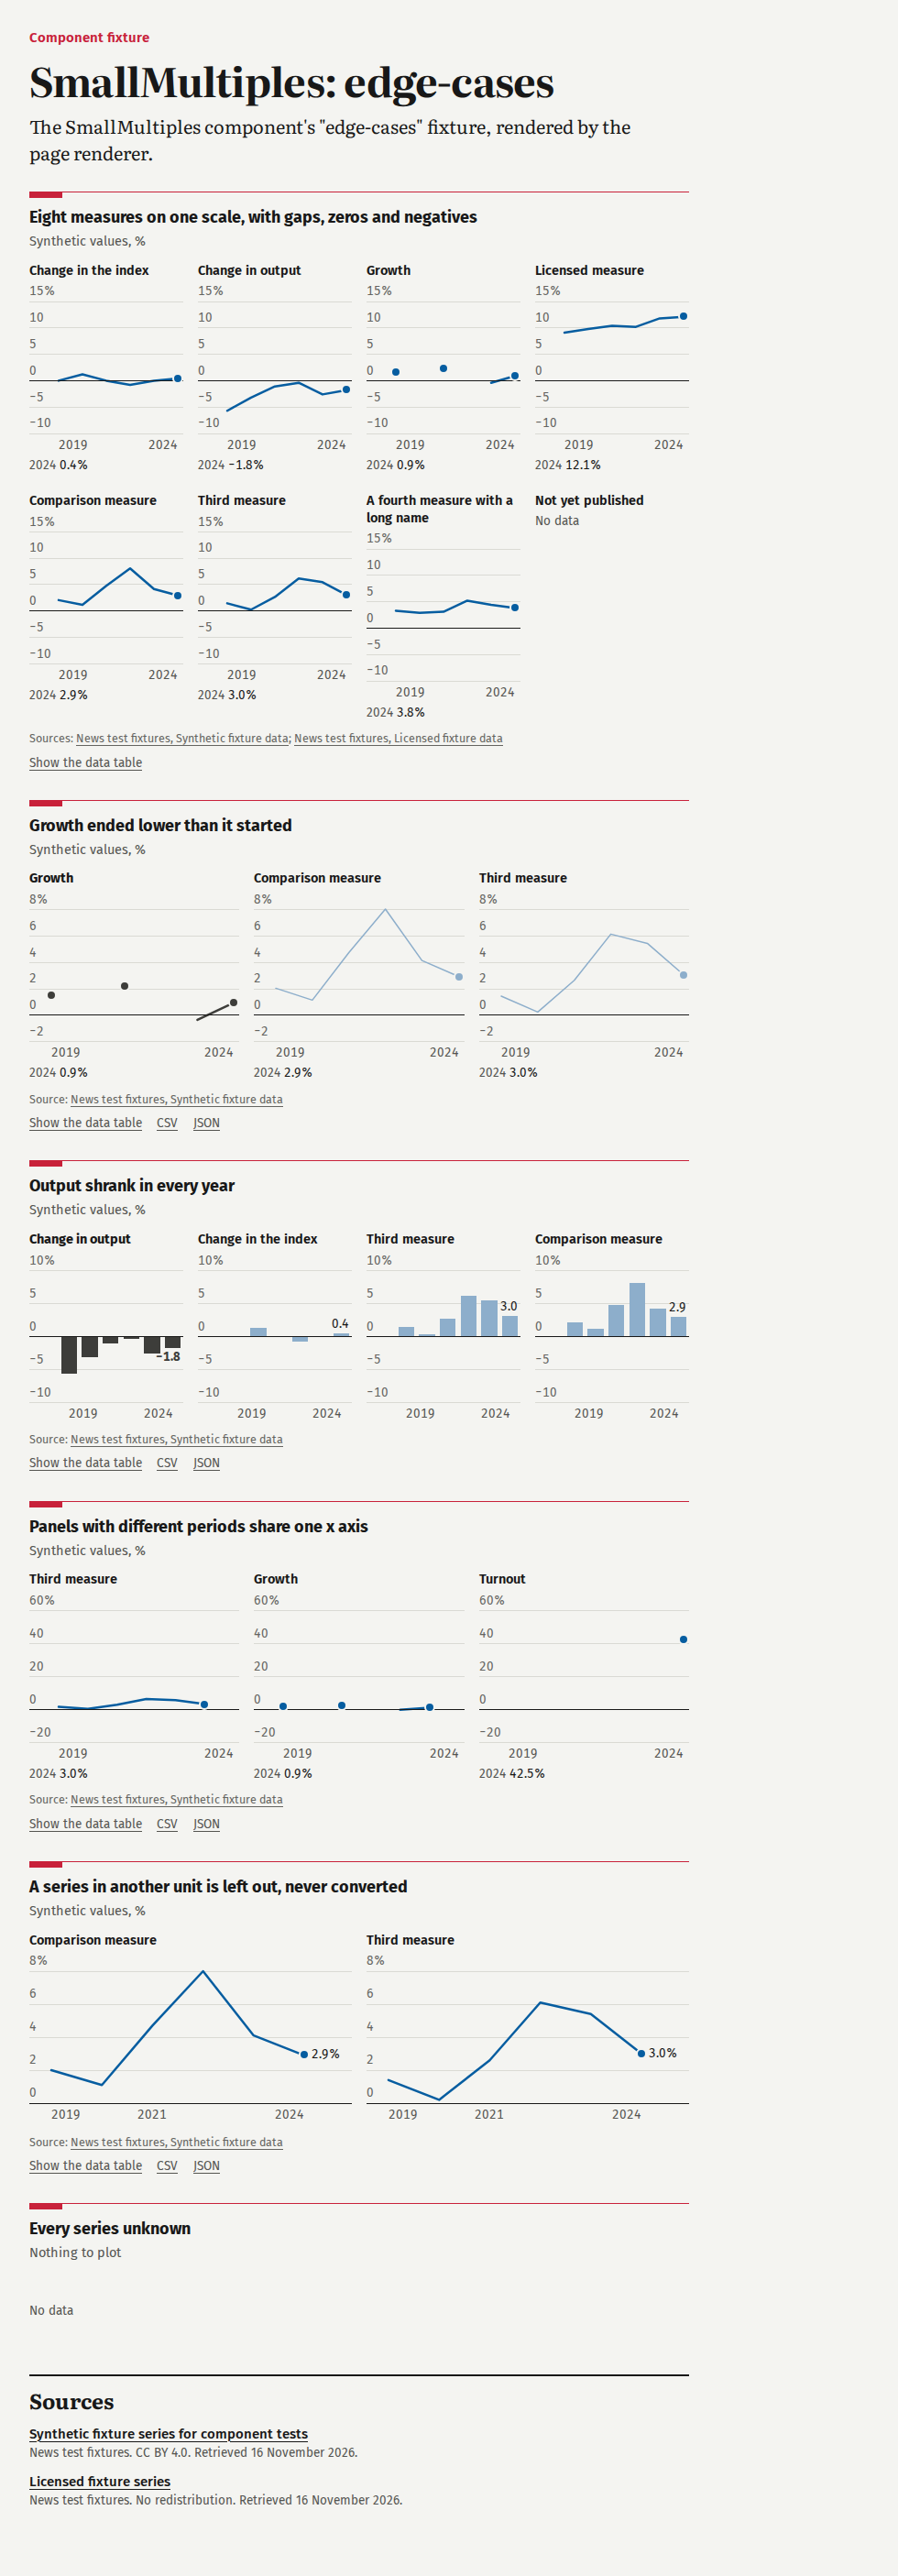 Component fixture
SmallMultiples: edge-cases
The SmallMultiples component's "edge-cases" fixture, rendered by the
page renderer.
Eight measures on one scale, with gaps, zeros and negatives
Synthetic values, %
Change in the index
15%
10
5
0
−5
−10
2019 2024
2024 0.4%
Change in output
15%
10
5
0
−5
−10
2019 2024
2024 −1.8%
Growth
15%
10
5
0
−5
−10
2019 2024
2024 0.9%
Licensed measure
15%
10
5
0
−5
−10
2019 2024
2024 12.1%
Comparison measure
15%
10
5
0
−5
−10
2019 2024
2024 2.9%
Third measure
15%
10
5
0
−5
−10
2019 2024
2024 3.0%
A fourth measure with a
long name
15%
10
5
0
−5
−10
2019 2024
2024 3.8%
Not yet published
No data
Sources: News test fixtures, Synthetic fixture data; News test fixtures, Licensed fixture data
Show the data table
Growth ended lower than it started
Synthetic values, %
Growth
8%
6
4
2
0
−2
2019 2024
2024 0.9%
Comparison measure
8%
6
4
2
0
−2
2019 2024
2024 2.9%
Third measure
8%
6
4
2
0
−2
2019 2024
2024 3.0%
Source: News test fixtures, Synthetic fixture data
Show the data table CSV JSON
Output shrank in every year
Synthetic values, %
Change in output
10%
5
0
−5
−10
−1.8
2019 2024
Change in the index
10%
5
0
−5
−10
0.4
2019 2024
Third measure
10%
5
0
−5
−10
3.0
2019 2024
Comparison measure
10%
5
0
−5
−10
2.9
2019 2024
Source: News test fixtures, Synthetic fixture data
Show the data table CSV JSON
Panels with different periods share one x axis
Synthetic values, %
Third measure
60%
40
20
0
−20
2019 2024
2024 3.0%
Growth
60%
40
20
0
−20
2019 2024
2024 0.9%
Turnout
60%
40
20
0
−20
2019 2024
2024 42.5%
Source: News test fixtures, Synthetic fixture data
Show the data table CSV JSON
A series in another unit is left out, never converted
Synthetic values, %
Comparison measure
8%
6
4
2
0
2.9%
2019 2021 2024
Third measure
8%
6
4
2
0
3.0%
2019 2021 2024
Source: News test fixtures, Synthetic fixture data
Show the data table CSV JSON
Every series unknown
Nothing to plot
No data
Sources
Synthetic fixture series for component tests
News test fixtures. CC BY 4.0. Retrieved 16 November 2026.
Licensed fixture series
News test fixtures. No redistribution. Retrieved 16 November 2026.